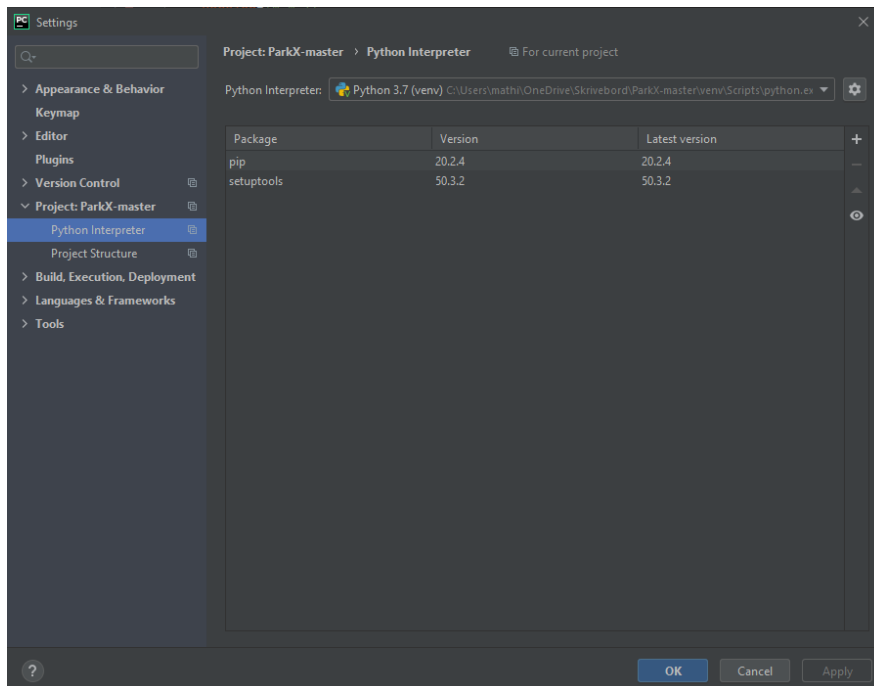 PC Settings
Project: ParkX-master › Python Interpreter For current project
Appearance & Behavior
Keymap
Editor
Plugins
Version Control
Project: ParkX-master
Python Interpreter
Project Structure
Build, Execution, Deployment
Languages & Frameworks
Tools
Python Interpreter: Python 3.7 (venv) C:\Users\mathi\OneDrive\Skrivebord\ParkX-master\venv\Scripts\python.ex
Package Version Latest version
pip 20.2.4 20.2.4
setuptools 50.3.2 50.3.2
? OK Cancel Apply